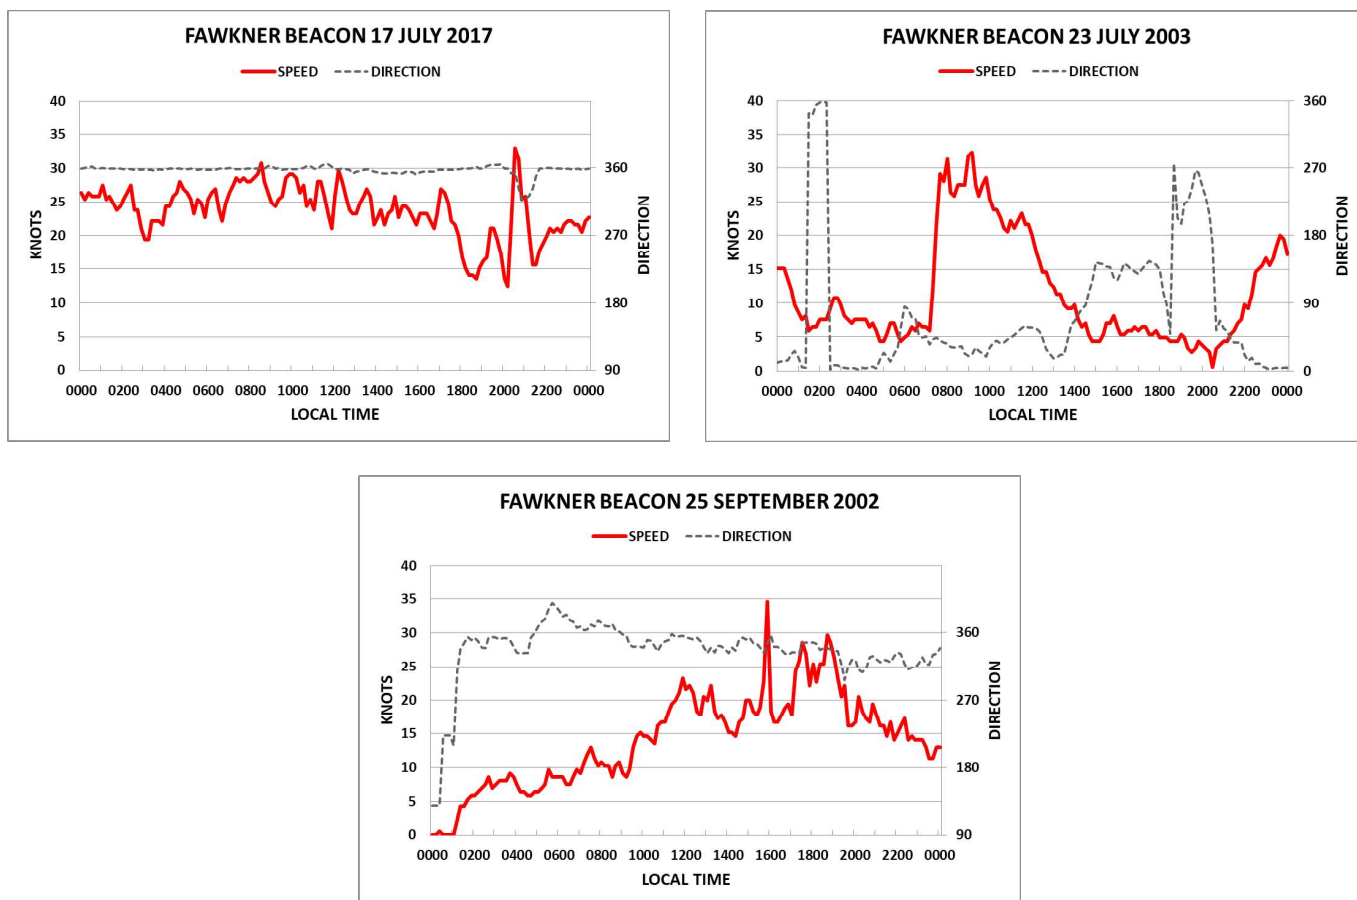 FAWKNER BEACON 17 JULY 2017
SPEED DIRECTION
40
35
30 360
25
20 270
15
10 180
5
0 90
KNOTS
DIRECTION
0000 0200 0400 0600 0800 1000 1200 1400 1600 1800 2000 2200 0000
LOCAL TIME
FAWKNER BEACON 23 JULY 2003
SPEED DIRECTION
40 360
35
30 270
25
20 180
15
10 90
5
0 0
KNOTS
DIRECTION
0000 0200 0400 0600 0800 1000 1200 1400 1600 1800 2000 2200 0000
LOCAL TIME
FAWKNER BEACON 25 SEPTEMBER 2002
SPEED DIRECTION
40
35
30 360
25
20 270
15
10 180
5
0 90
KNOTS
DIRECTION
0000 0200 0400 0600 0800 1000 1200 1400 1600 1800 2000 2200 0000
LOCAL TIME